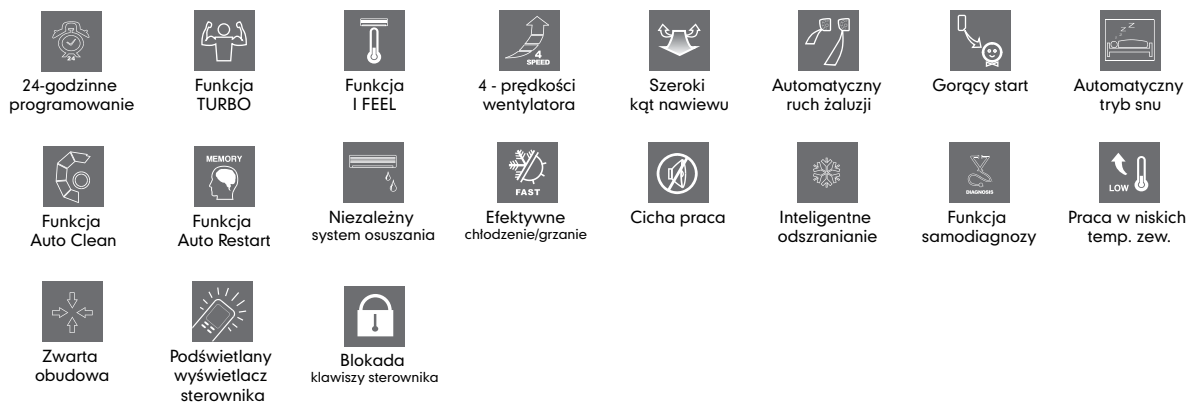 24
4
SPEED
24-godzinne
programowanie
Funkcja
TURBO
Funkcja
I FEEL
4 - prędkości
wentylatora
Szeroki
kąt nawiewu
Automatyczny
ruch żaluzji
Gorący start
z z z
Automatyczny
tryb snu
Funkcja
Auto Clean
MEMORY
Funkcja
Auto Restart
Niezależny
system osuszania
FAST
Efektywne
chłodzenie/grzanie
Cicha praca
Inteligentne
odszranianie
DIAGNOSIS
Funkcja
samodiagnozy
LOW
Praca w niskich
temp. zew.
Zwarta
obudowa
Podświetlany
wyświetlacz
sterownika
Blokada
klawiszy sterownika